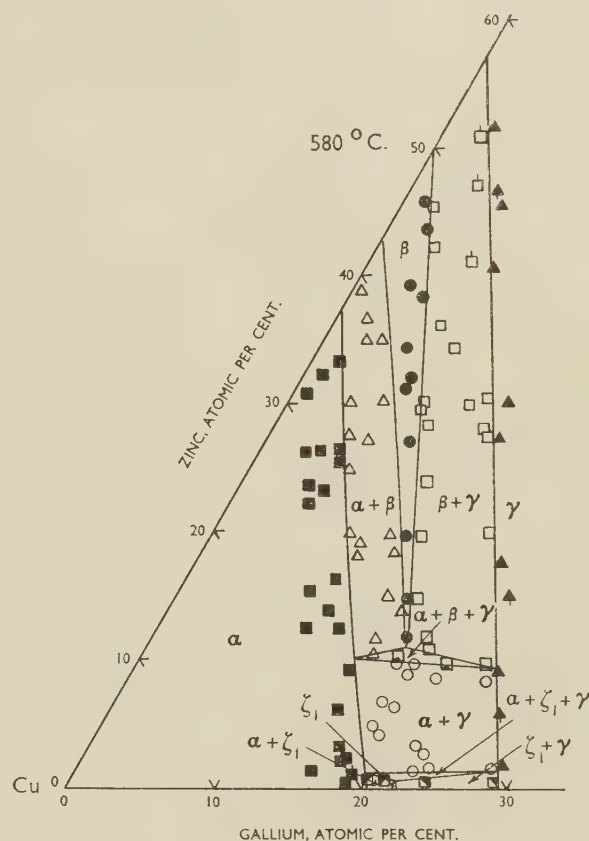 60
580 °C.
50
β
40
ZINC, ATOMIC PER CENT.
30
α + β
β + γ
γ
20
α + β + γ
α
10
ζ₁
α + γ
α + ζ₁ + γ
α + ζ₁
ζ₁ + γ
Cu 0
0
10
20
30
GALLIUM, ATOMIC PER CENT.